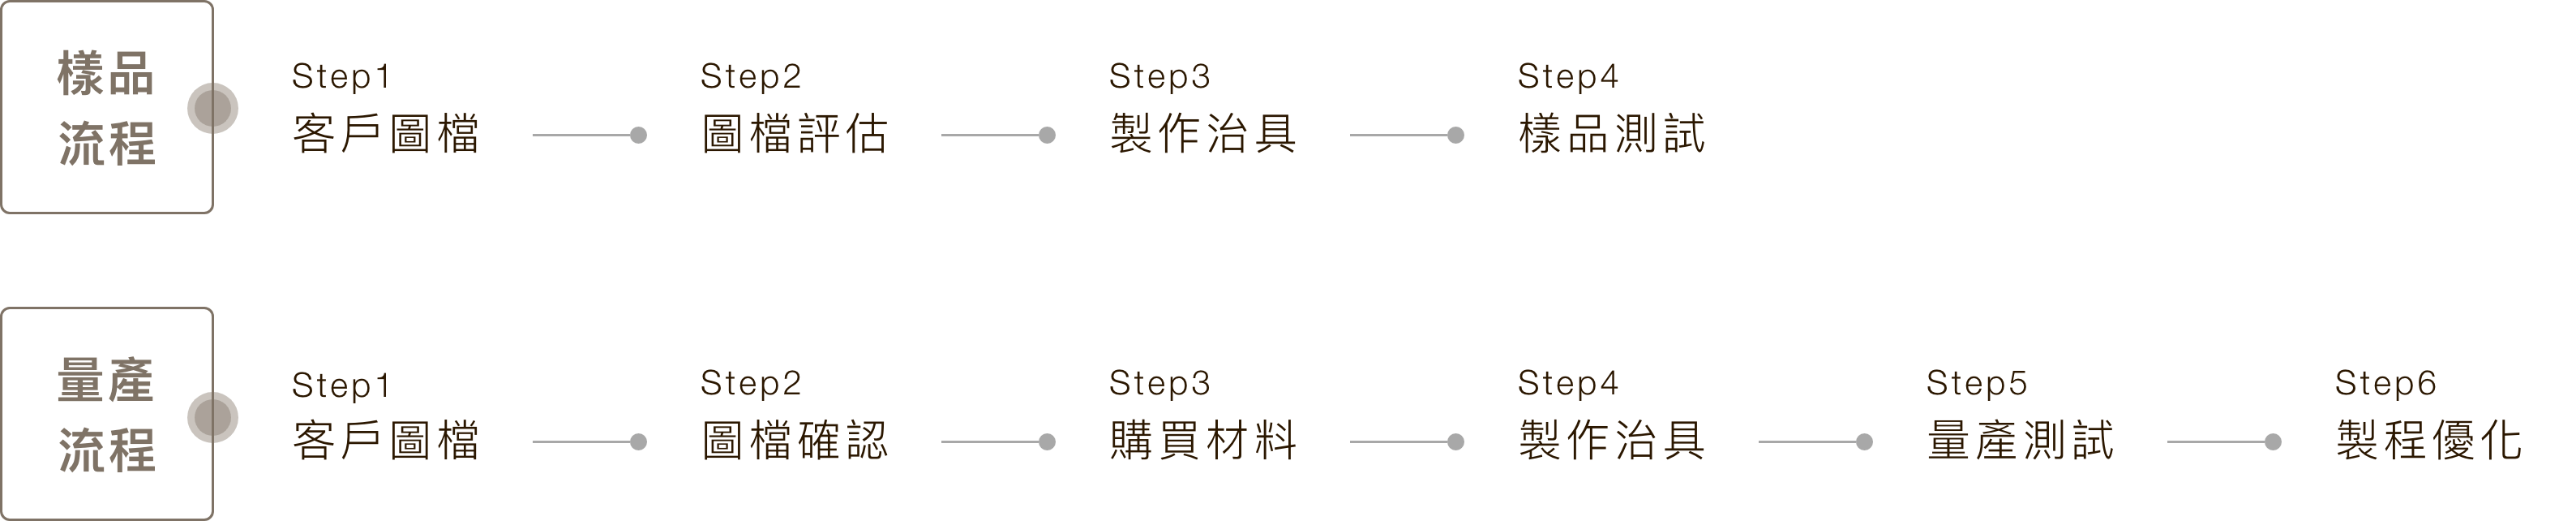 樣品
流程
Step1
客戶圖檔
Step2
圖檔評估
Step3
製作治具
Step4
樣品測試
量產
流程
Step1
客戶圖檔
Step2
圖檔確認
Step3
購買材料
Step4
製作治具
Step5
量產測試
Step6
製程優化